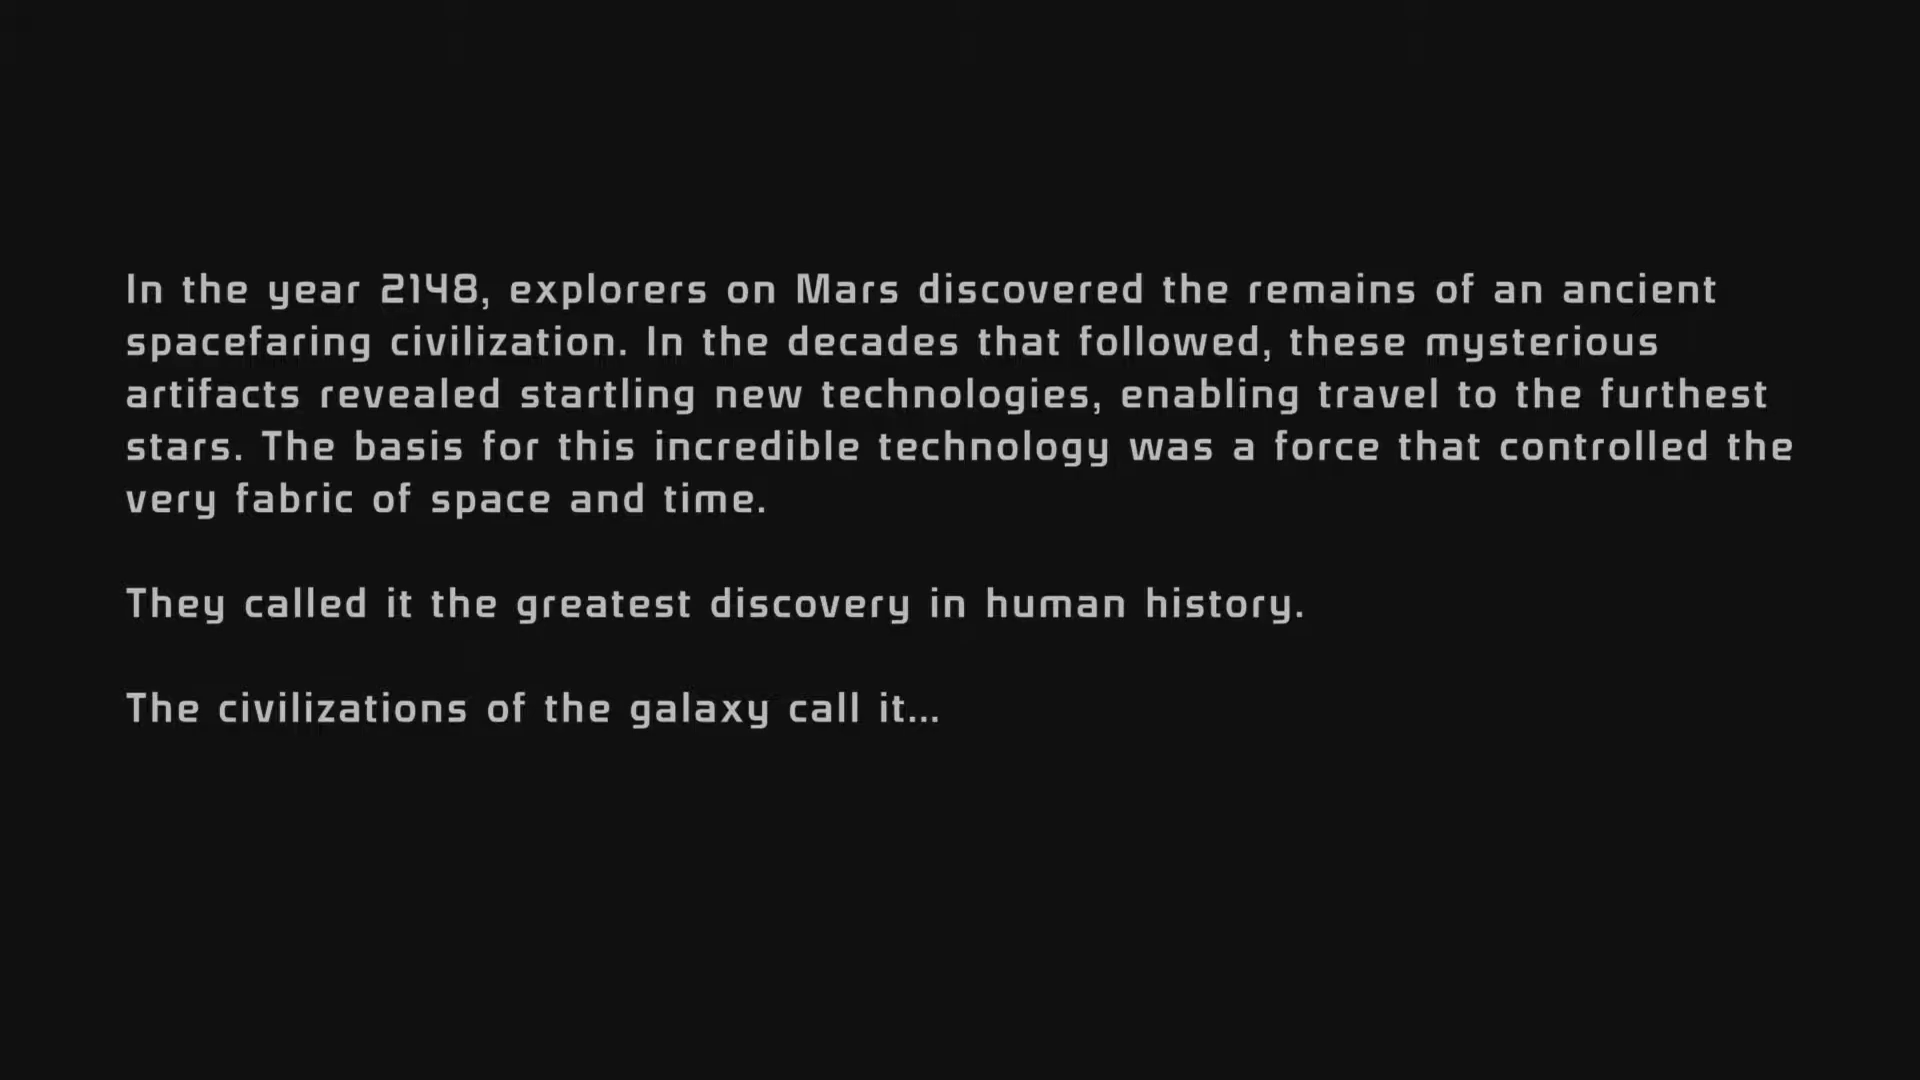 In the year 2148, explorers on Mars discovered the remains of an ancient
spacefaring civilization. In the decades that followed, these mysterious
artifacts revealed startling new technologies, enabling travel to the furthest
stars. The basis for this incredible technology was a force that controlled the
very fabric of space and time.
They called it the greatest discovery in human history.
The civilizations of the galaxy call it...